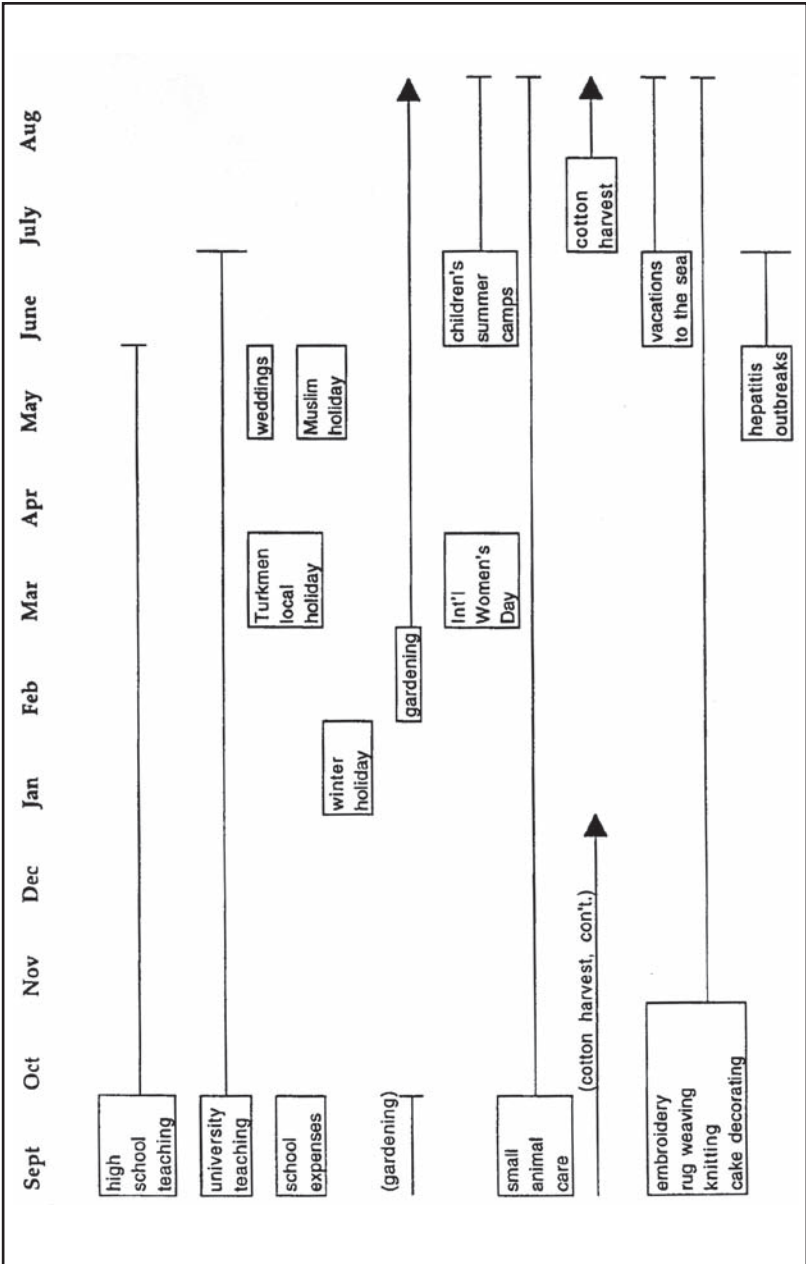 Sept Oct Nov Dec Jan Feb Mar Apr May June July Aug
high
school
teaching
university
teaching
school
expenses
Turkmen
local
holiday
weddings
Muslim
holiday
winter
holiday
(gardening)
gardening
Int'l
Women's
Day
children's
summer
camps
small
animal
care
(cotton harvest, con't.)
cotton
harvest
embroidery
rug weaving
knitting
cake decorating
vacations
to the sea
hepatitis
outbreaks